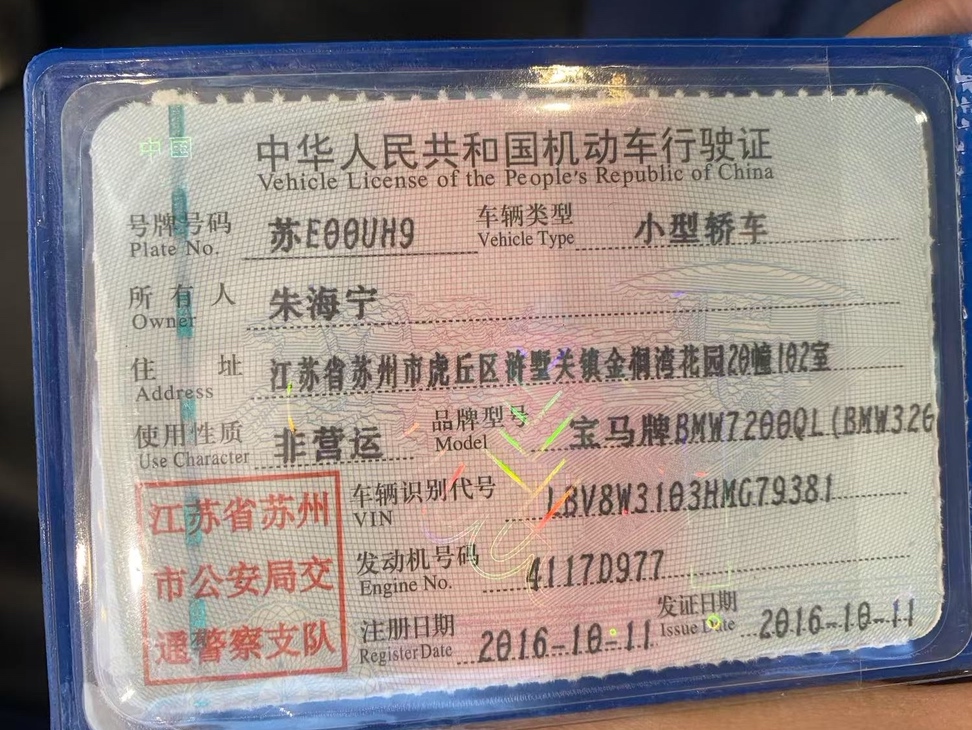 中国
中华人民共和国机动车行驶证
Vehicle License of the People's Republic of China
号牌号码 苏E00UH9 车辆类型 小型轿车
Plate No. Vehicle Type
所有人 朱海宁
Owner
住址 江苏省苏州市虎丘区浒墅关镇金榈湾花园20幢102室
Address
使用性质 非营运 品牌型号 宝马牌BMW7200QL(BMW326
Use Character Model
车辆识别代号 LBV8W3103HMG79381
VIN
发动机号码 4117D977
Engine No.
注册日期 2016-10-11 发证日期 2016-10-11
Register Date Issue Date
江苏省苏州
市公安局交
通警察支队